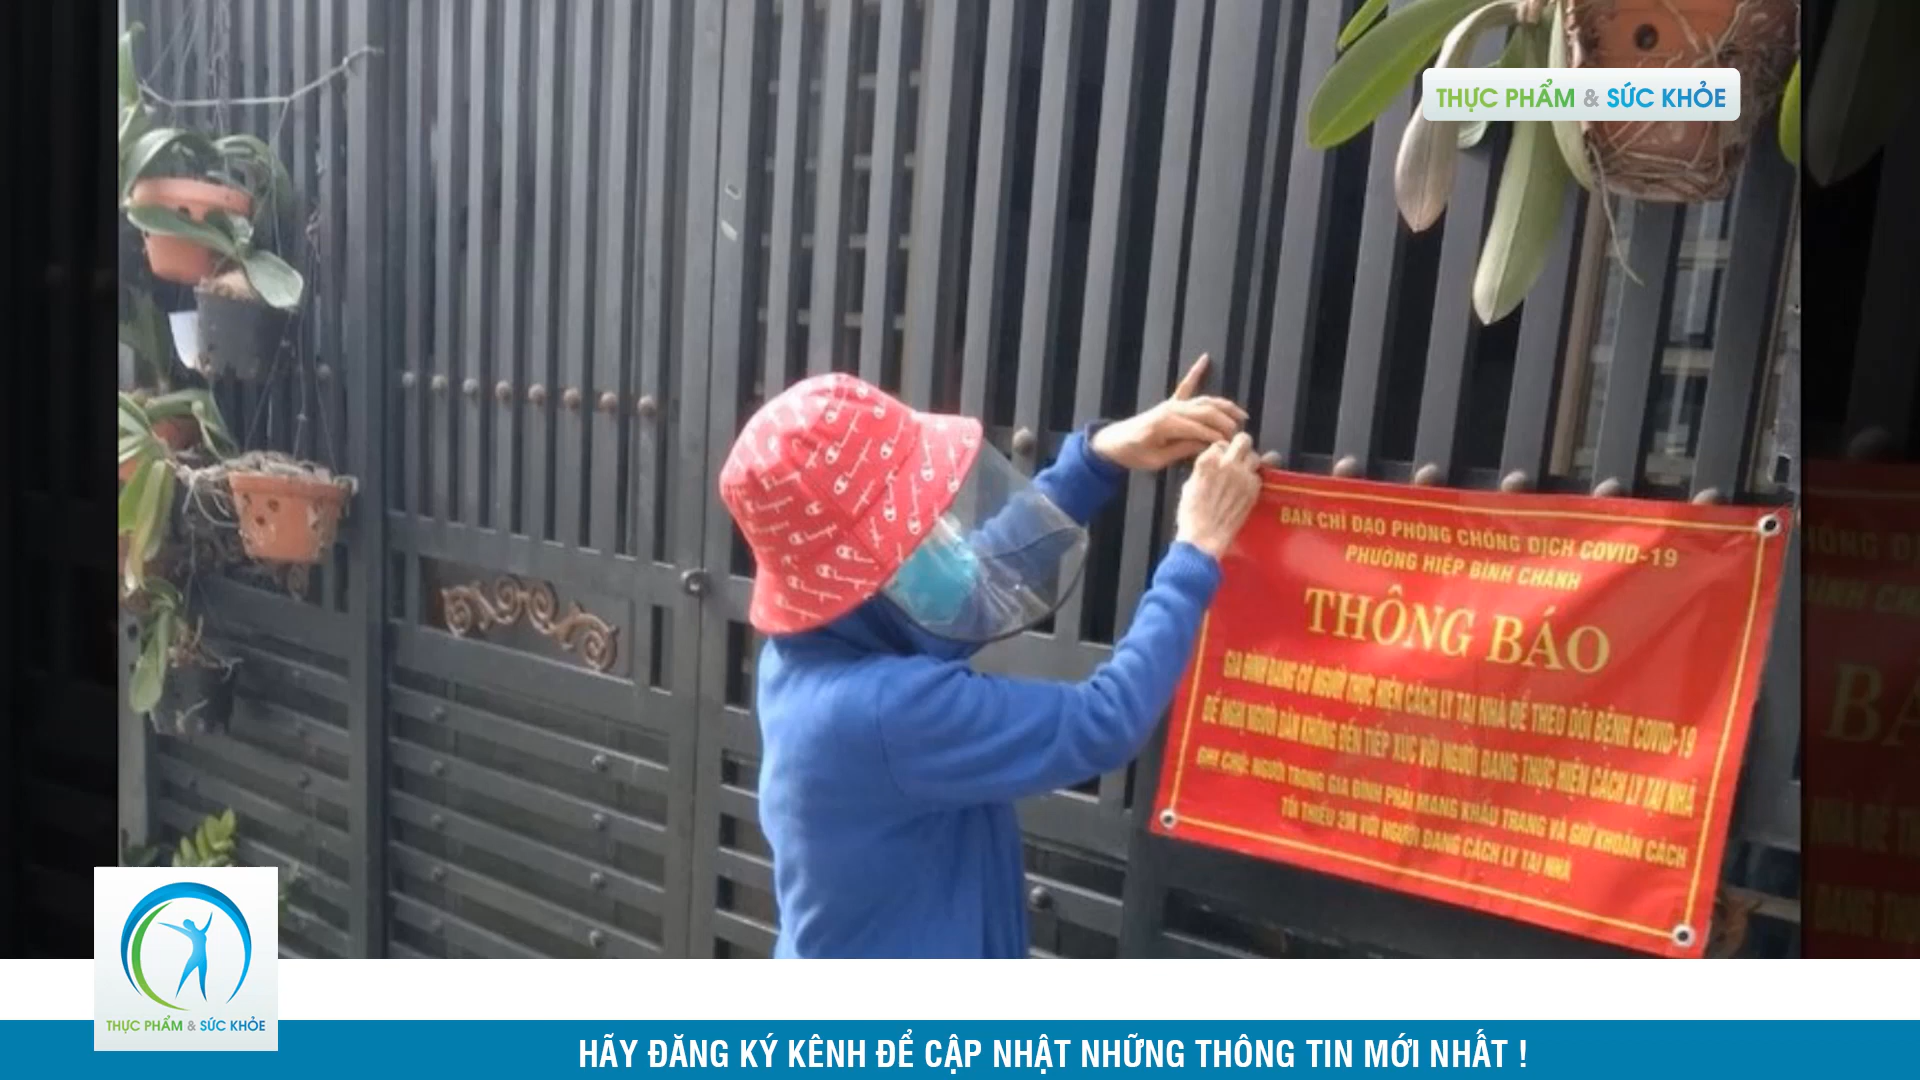 THỰC PHẨM & SỨC KHỎE
BAN CHỈ ĐẠO PHÒNG CHỐNG DỊCH COVID-19
PHƯỜNG HIỆP BÌNH CHÁNH
THÔNG BÁO
GIA ĐÌNH ĐANG CÓ NGƯỜI THỰC HIỆN CÁCH LY TẠI NHÀ ĐỂ THEO DÕI BỆNH COVID-19
ĐỀ NGHỊ NGƯỜI DÂN KHÔNG ĐẾN TIẾP XÚC VỚI NGƯỜI ĐANG THỰC HIỆN CÁCH LY TẠI NHÀ
GHI CHÚ: NGƯỜI TRONG GIA ĐÌNH PHẢI MANG KHẨU TRANG VÀ GIỮ KHOẢN CÁCH
TỐI THIỂU 2M VỚI NGƯỜI ĐANG CÁCH LY TẠI NHÀ
THỰC PHẨM & SỨC KHỎE
HÃY ĐĂNG KÝ KÊNH ĐỂ CẬP NHẬT NHỮNG THÔNG TIN MỚI NHẤT !